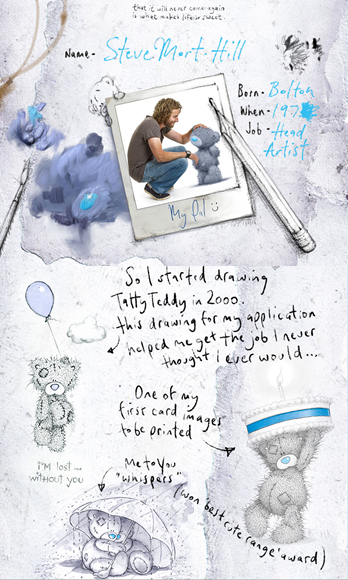 that it will never come again
is what makes life so sweet.
Name - Steve Mort-Hill
Born - Bolton
When - 197
Job - Head
Artist
My Pal
So I started drawing
Tatty Teddy in 2000.
this drawing for my application
helped me get the job I never
thought I ever would...
One of my
first card images
to be printed
i'm lost...
without you
Me to You
"whispers"
(won 'best cute range' award)